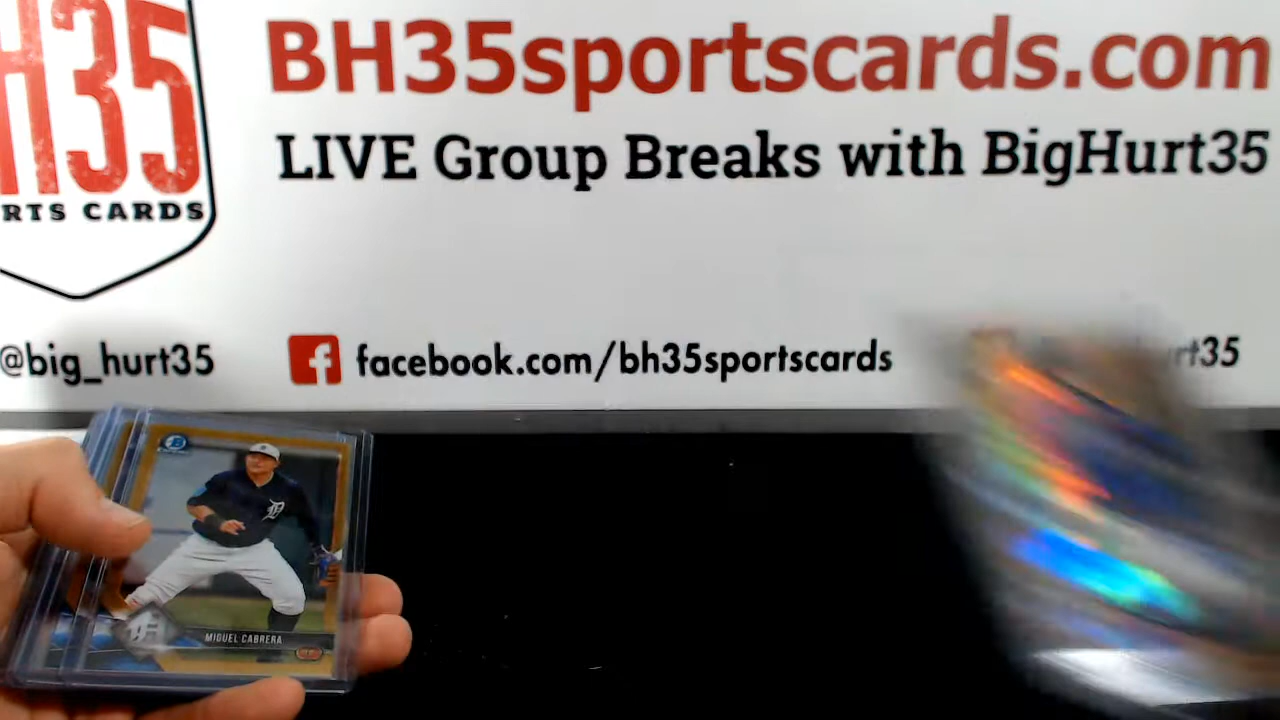 H35
RTS CARDS
BH35sportscards.com
LIVE Group Breaks with BigHurt35
@big_hurt35
facebook.com/bh35sportscards
rt35
MIGUEL CABRERA